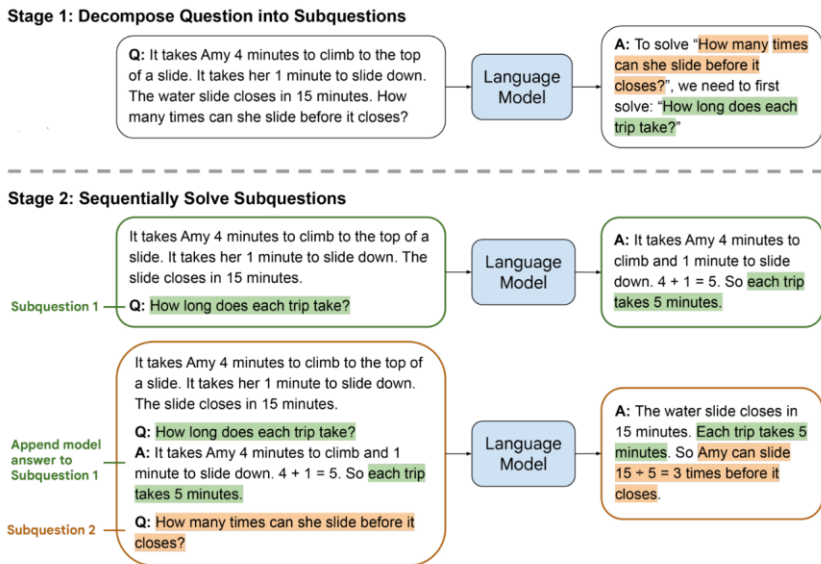 Stage 1: Decompose Question into Subquestions
Q: It takes Amy 4 minutes to climb to the top
of a slide. It takes her 1 minute to slide down.
The water slide closes in 15 minutes. How
many times can she slide before it closes?
Language
Model
A: To solve “How many times
can she slide before it
closes?”, we need to first
solve: “How long does each
trip take?”
Stage 2: Sequentially Solve Subquestions
It takes Amy 4 minutes to climb to the top of a
slide. It takes her 1 minute to slide down. The
slide closes in 15 minutes.
Subquestion 1
Q: How long does each trip take?
Language
Model
A: It takes Amy 4 minutes to
climb and 1 minute to slide
down. 4 + 1 = 5. So each trip
takes 5 minutes.
It takes Amy 4 minutes to climb to the top of
a slide. It takes her 1 minute to slide down.
The slide closes in 15 minutes.
Append model
answer to
Subquestion 1
Q: How long does each trip take?
A: It takes Amy 4 minutes to climb and 1
minute to slide down. 4 + 1 = 5. So each trip
takes 5 minutes.
Subquestion 2
Q: How many times can she slide before it
closes?
Language
Model
A: The water slide closes in
15 minutes. Each trip takes 5
minutes. So Amy can slide
15 ÷ 5 = 3 times before it
closes.